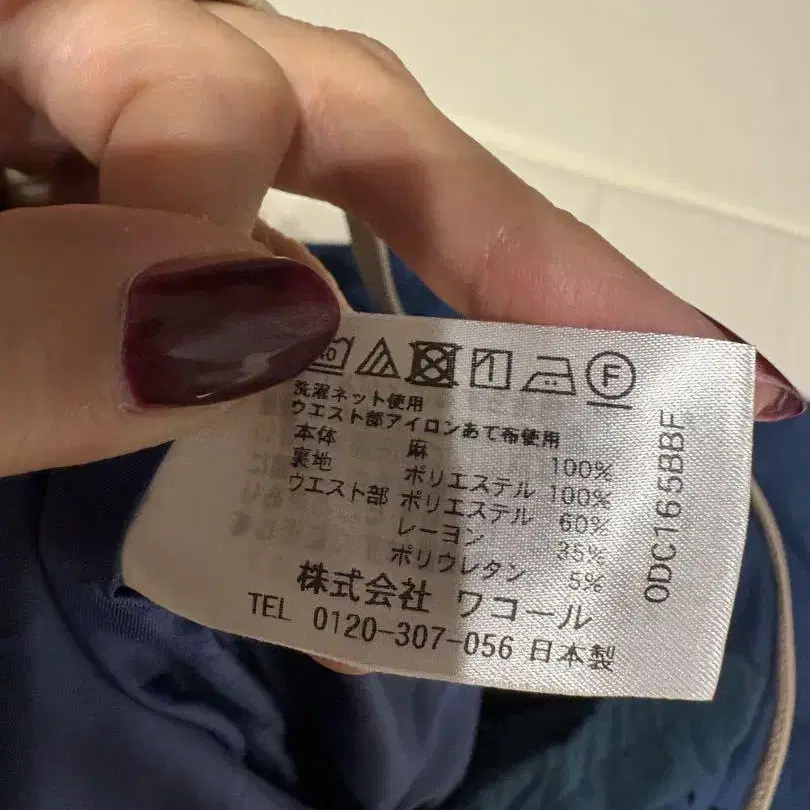 40
F
洗濯ネット使用
ウエスト部アイロンあて布使用
本体 麻 100%
裏地 ポリエステル 100%
ウエスト部 ポリエステル 60%
レーヨン 35%
ポリウレタン 5%
株式会社 ワコール
TEL 0120-307-056 日本製
ODC165BBF